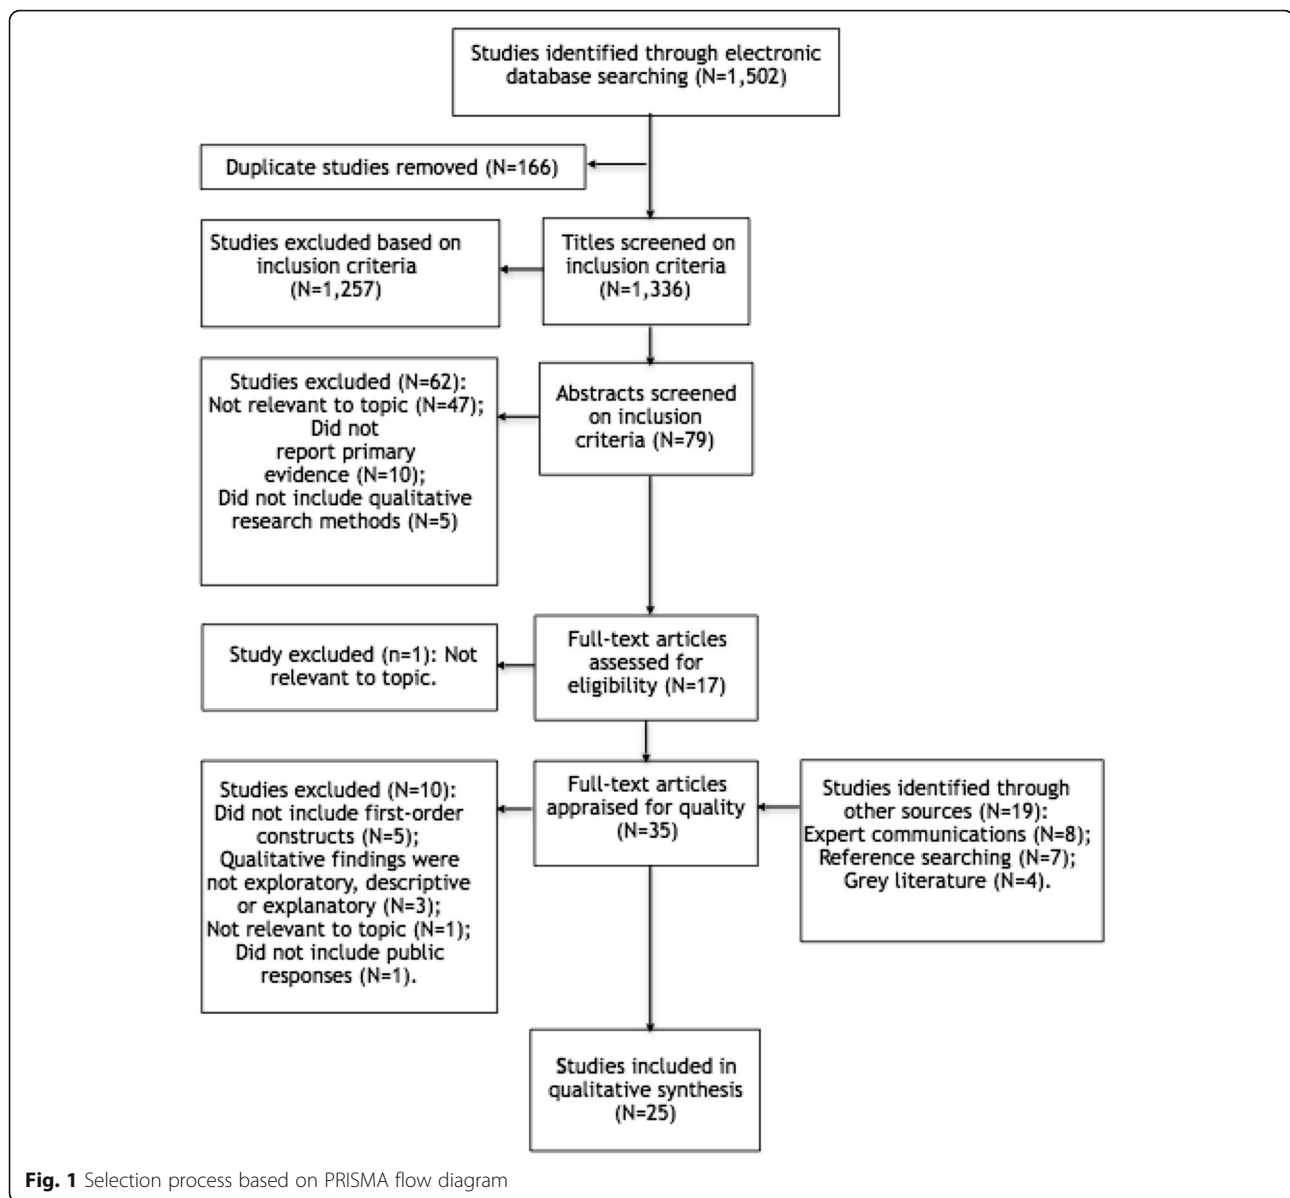 Studies identified through electronic
database searching (N=1,502)
Duplicate studies removed (N=166)
Studies excluded based on
inclusion criteria
(N=1,257)
Titles screened on
inclusion criteria
(N=1,336)
Studies excluded (N=62):
Not relevant to topic (N=47);
Did not
report primary
evidence (N=10);
Did not include qualitative
research methods (N=5)
Abstracts screened
on inclusion
criteria (N=79)
Study excluded (n=1): Not
relevant to topic.
Full-text articles
assessed for
eligibility (N=17)
Studies excluded (N=10):
Did not include first-order
constructs (N=5);
Qualitative findings were
not exploratory, descriptive
or explanatory (N=3);
Not relevant to topic (N=1);
Did not include public
responses (N=1).
Full-text articles
appraised for quality
(N=35)
Studies identified through
other sources (N=19):
Expert communications (N=8);
Reference searching (N=7);
Grey literature (N=4).
Studies included in
qualitative synthesis
(N=25)
Fig. 1 Selection process based on PRISMA flow diagram